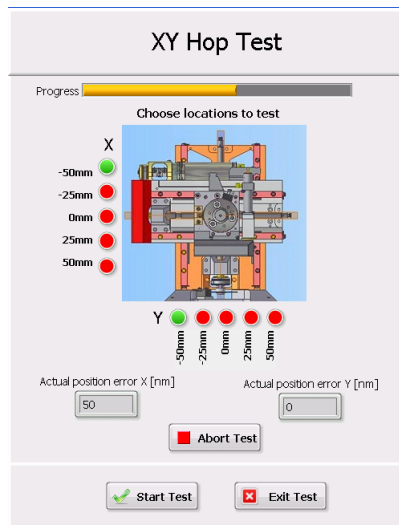 XY Hop Test
Progress
Choose locations to test
X
-50mm
-25mm
0mm
25mm
50mm
Y
-50mm
-25mm
0mm
25mm
50mm
Actual position error X [nm]
Actual position error Y [nm]
50
0
Abort Test
Start Test
Exit Test